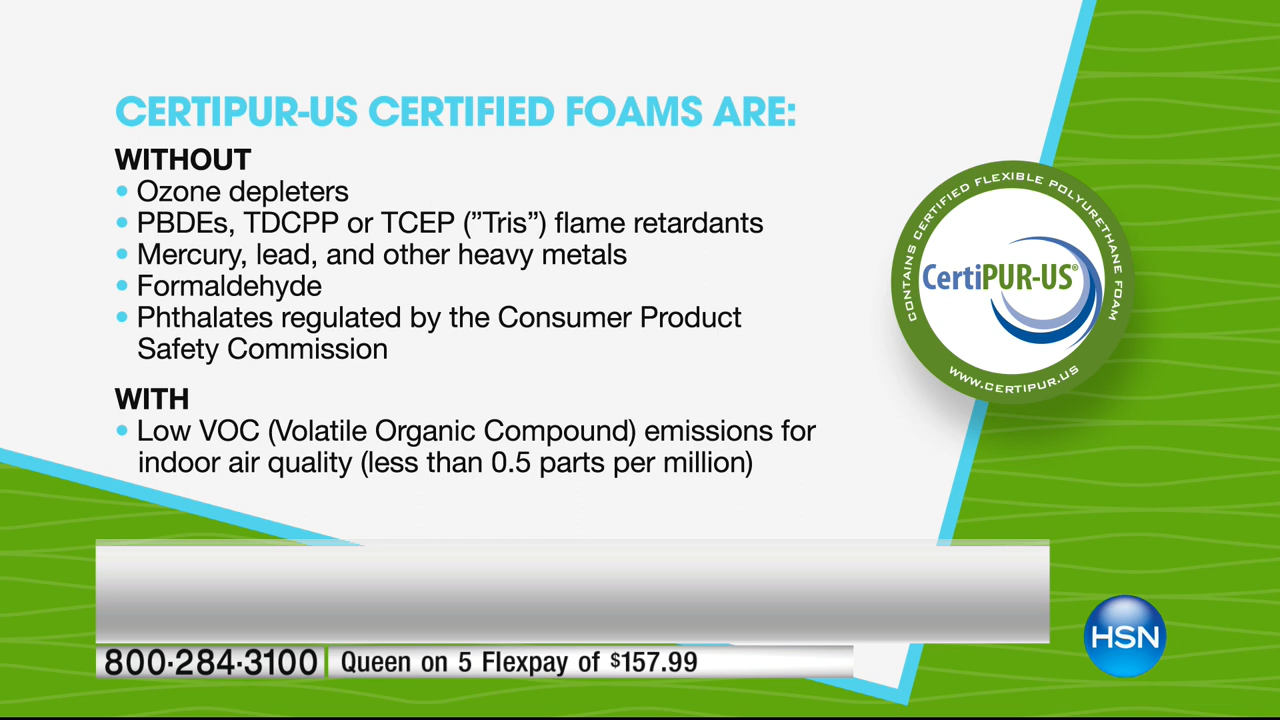 CERTIPUR-US CERTIFIED FOAMS ARE:
WITHOUT
• Ozone depleters
• PBDEs, TDCPP or TCEP (”Tris”) flame retardants
• Mercury, lead, and other heavy metals
• Formaldehyde
• Phthalates regulated by the Consumer Product
Safety Commission
WITH
• Low VOC (Volatile Organic Compound) emissions for
indoor air quality (less than 0.5 parts per million)
CONTAINS CERTIFIED FLEXIBLE POLYURETHANE FOAM
CertiPUR-US®
WWW.CERTIPUR.US
HSN
800·284·3100
Queen on 5 Flexpay of $157.99